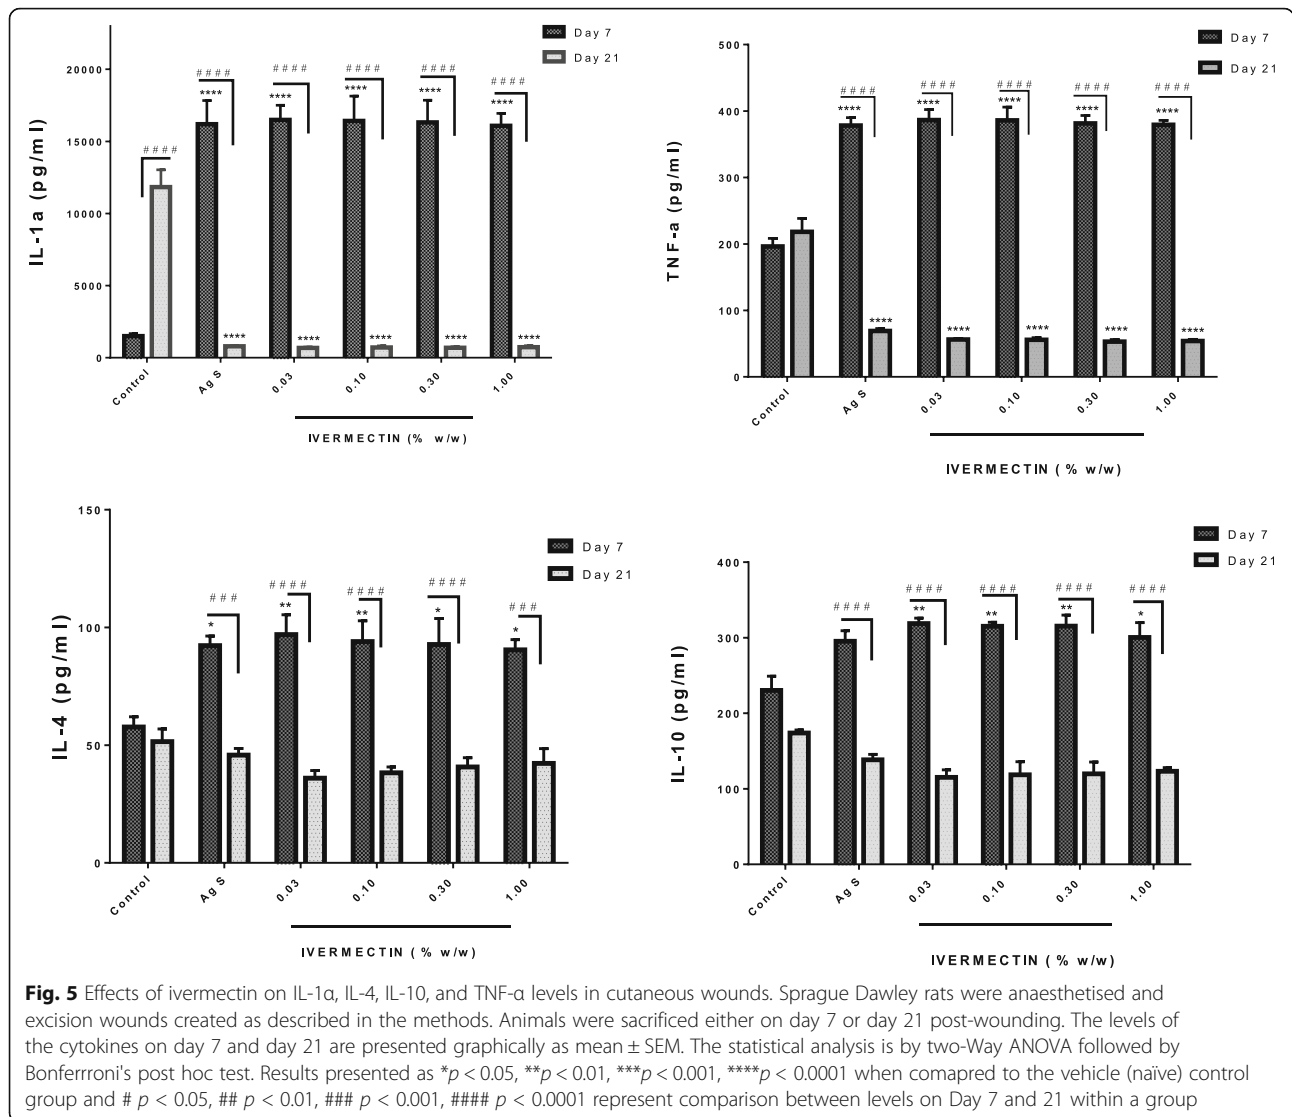 Day 7
Day 21
IL-1a (pg/ml)
20000
15000
10000
5000
0
####
####
####
####
####
####
****
****
****
****
****
****
****
****
****
****
Control
Ag S
0.03
0.10
0.30
1.00
IVERMECTIN (% w/w)
Day 7
Day 21
TNF-a (pg/ml)
500
400
300
200
100
0
####
####
####
####
####
****
****
****
****
****
****
****
****
****
****
Control
Ag S
0.03
0.10
0.30
1.00
IVERMECTIN (% w/w)
Day 7
Day 21
IL-4 (pg/ml)
150
100
50
0
###
####
####
####
###
*
**
**
*
*
Control
Ag S
0.03
0.10
0.30
1.00
IVERMECTIN (% w/w)
Day 7
Day 21
IL-10 (pg/ml)
400
300
200
100
0
####
####
####
####
####
**
**
**
*
Control
Ag S
0.03
0.10
0.30
1.00
IVERMECTIN (% w/w)
Fig. 5 Effects of ivermectin on IL-1α, IL-4, IL-10, and TNF-α levels in cutaneous wounds. Sprague Dawley rats were anaesthetised and
excision wounds created as described in the methods. Animals were sacrificed either on day 7 or day 21 post-wounding. The levels of
the cytokines on day 7 and day 21 are presented graphically as mean ± SEM. The statistical analysis is by two-Way ANOVA followed by
Bonferrroni's post hoc test. Results presented as *p < 0.05, **p < 0.01, ***p < 0.001, ****p < 0.0001 when comapred to the vehicle (naïve) control
group and # p < 0.05, ## p < 0.01, ### p < 0.001, #### p < 0.0001 represent comparison between levels on Day 7 and 21 within a group